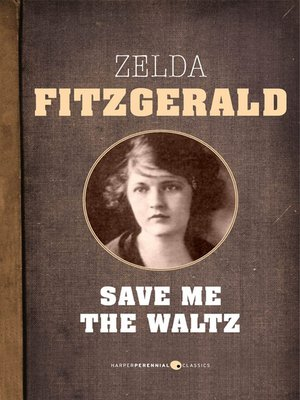 ZELDA
FITZGERALD
SAVE ME
THE WALTZ
HARPERPERENNIAL CLASSICS